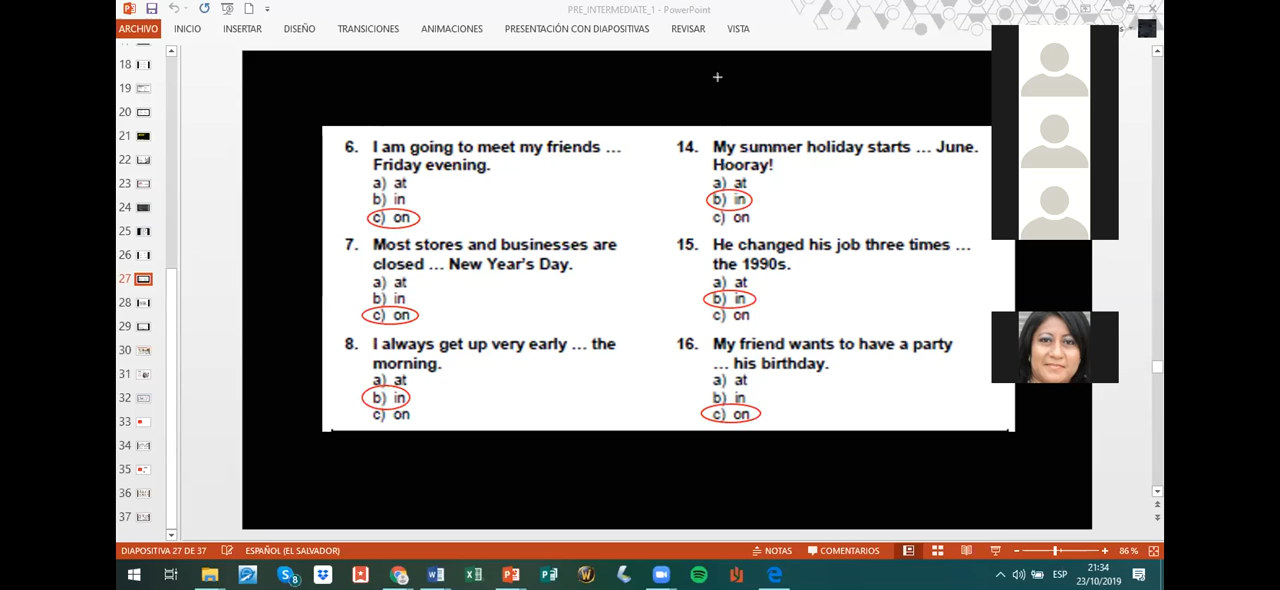 PRE_INTERMEDIATE_1 - PowerPoint
ARCHIVO INICIO INSERTAR DISEÑO TRANSICIONES ANIMACIONES PRESENTACIÓN CON DIAPOSITIVAS REVISAR VISTA
18
19
20
21
22
23
24
25
26
27
28
29
30
31
32
33
34
35
36
37
6. I am going to meet my friends ...
Friday evening.
a) at
b) in
c) on
7. Most stores and businesses are
closed ... New Year's Day.
a) at
b) in
c) on
8. I always get up very early ... the
morning.
a) at
b) in
c) on
14. My summer holiday starts ... June.
Hooray!
a) at
b) in
c) on
15. He changed his job three times ...
the 1990s.
a) at
b) in
c) on
16. My friend wants to have a party
... his birthday.
a) at
b) in
c) on
DIAPOSITIVA 27 DE 37 ESPAÑOL (EL SALVADOR) NOTAS COMENTARIOS 86 %
ESP
21:34
23/10/2019